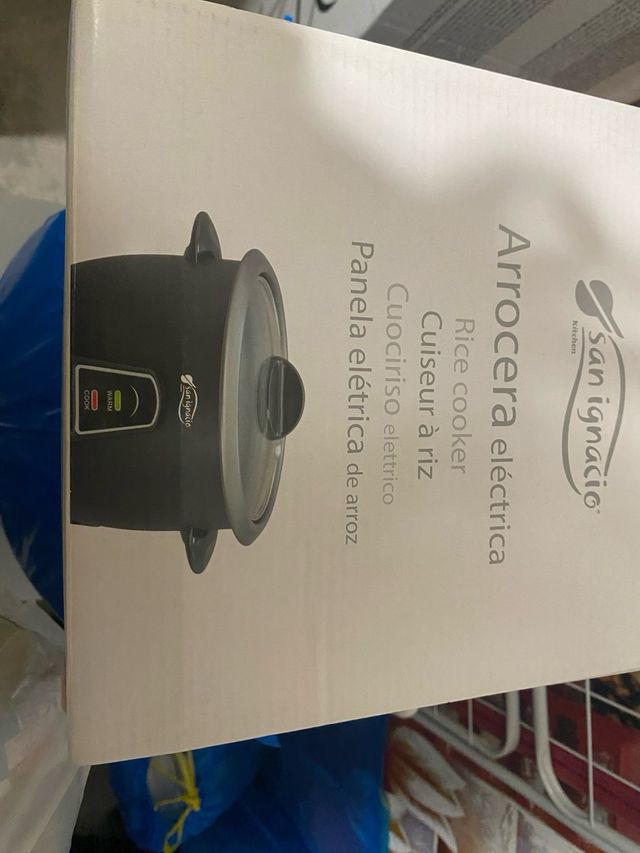 san ignacio
kitchen
Arrocera eléctrica
Rice cooker
Cuiseur à riz
Cuociriso elettrico
Panela elétrica de arroz
san ignacio
WARM
COOK